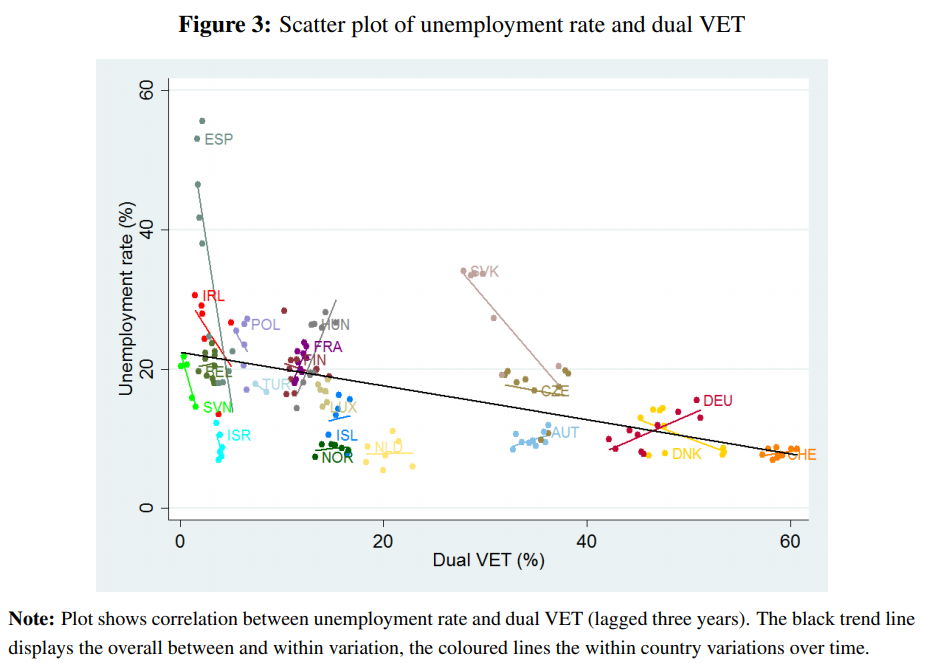 Figure 3: Scatter plot of unemployment rate and dual VET
60
ESP
40
Unemployment rate (%)
IRL
SVK
POL
HUN
FRA
FIN
20
BEL
TUR
CZE
SVN
LUX
DEU
ISR
ISL
AUT
NLD
NOR
DNK
CHE
0
0 20 40 60
Dual VET (%)
Note: Plot shows correlation between unemployment rate and dual VET (lagged three years). The black trend line
displays the overall between and within variation, the coloured lines the within country variations over time.